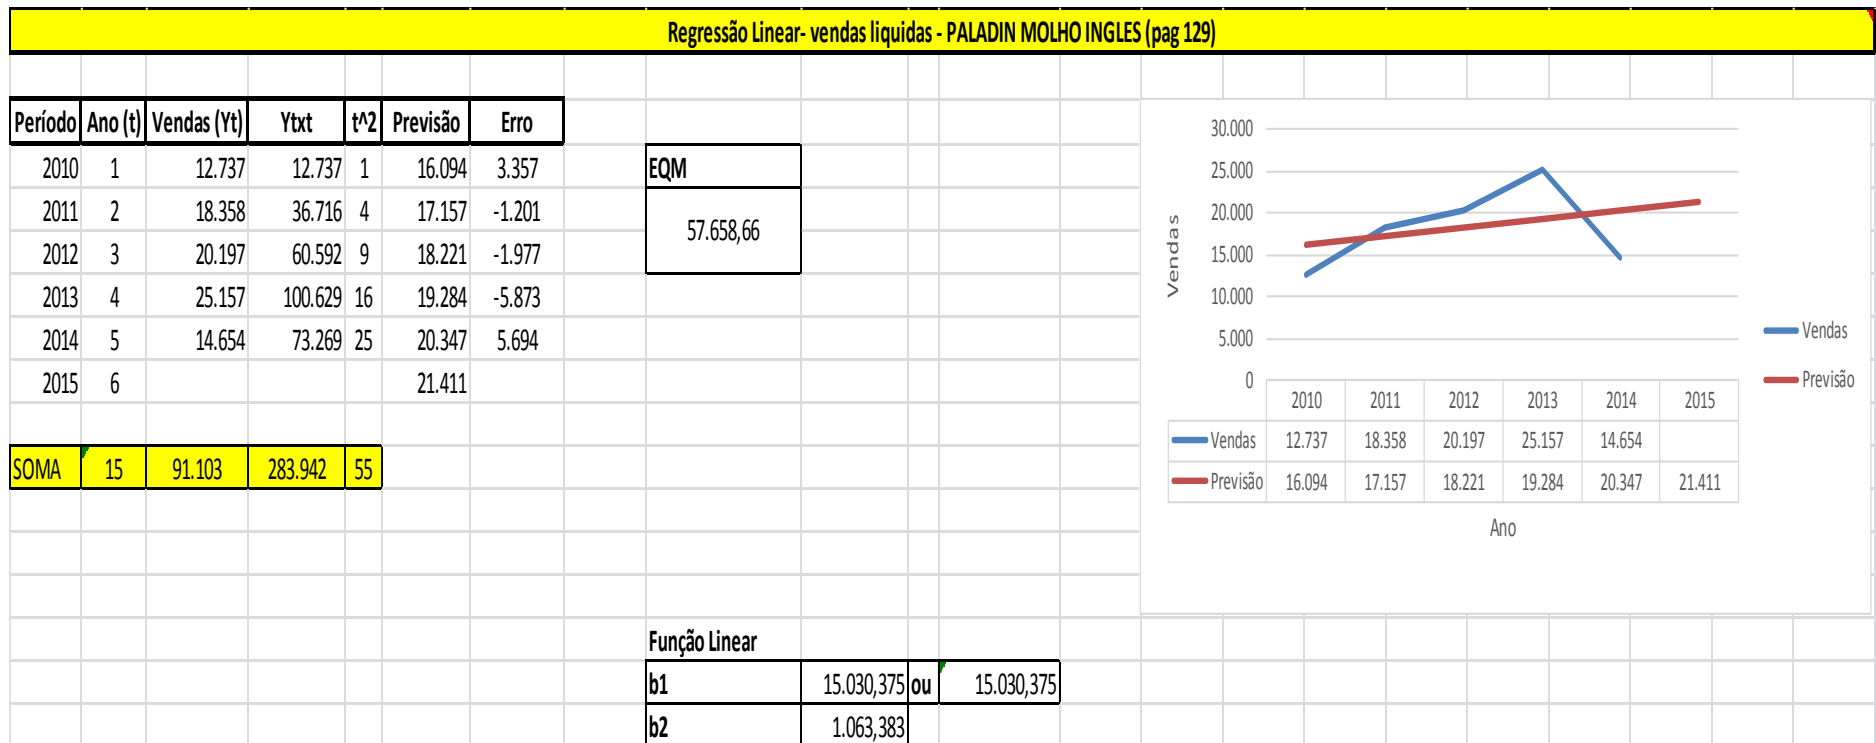 Regressão Linear- vendas liquidas - PALADIN MOLHO INGLES (pag 129)
Período Ano (t) Vendas (Yt) Ytxt t^2 Previsão Erro
2010 1 12.737 12.737 1 16.094 3.357
2011 2 18.358 36.716 4 17.157 -1.201
2012 3 20.197 60.592 9 18.221 -1.977
2013 4 25.157 100.629 16 19.284 -5.873
2014 5 14.654 73.269 25 20.347 5.694
2015 6 21.411
SOMA 15 91.103 283.942 55
EQM
57.658,66
30.000
25.000
20.000
15.000
10.000
5.000
0
Vendas
2010 2011 2012 2013 2014 2015
Vendas 12.737 18.358 20.197 25.157 14.654
Previsão 16.094 17.157 18.221 19.284 20.347 21.411
Ano
Vendas
Previsão
Função Linear
b1 15.030,375 ou 15.030,375
b2 1.063,383